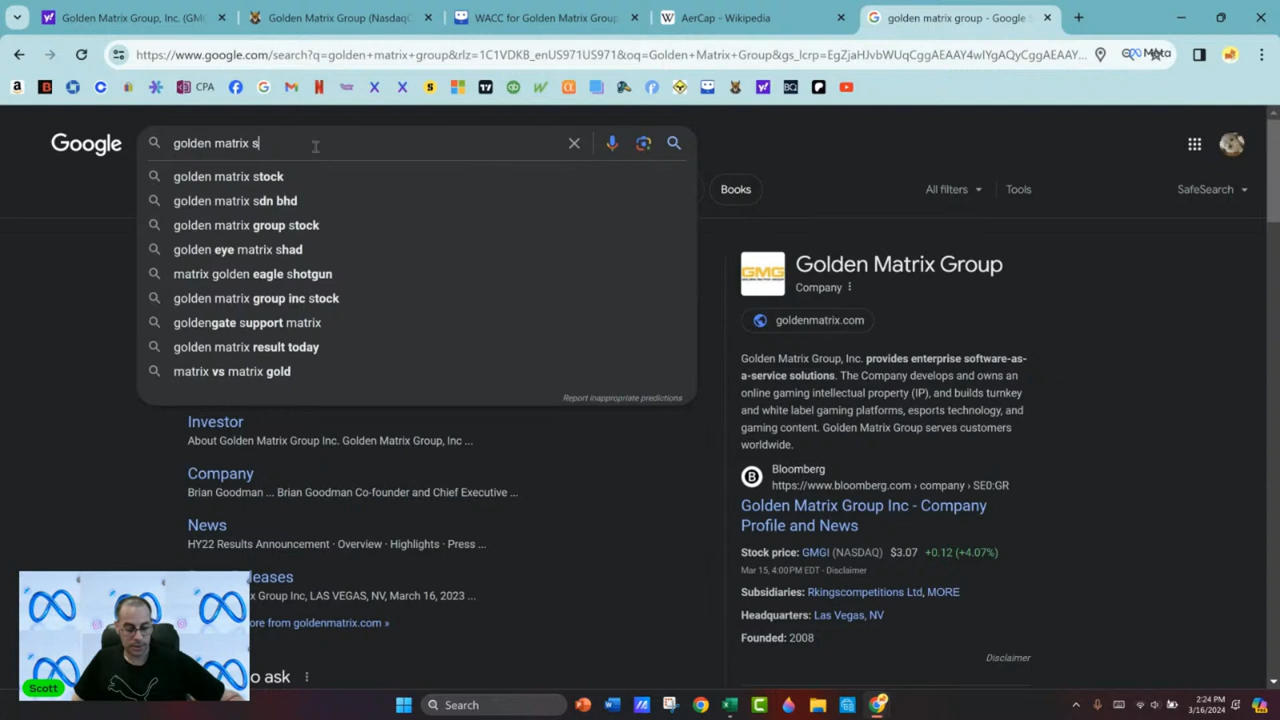 Golden Matrix Group, Inc. (GMG
Golden Matrix Group (NasdaqC
WACC for Golden Matrix Group
AerCap - Wikipedia
golden matrix group - Google S
https://www.google.com/search?q=golden+matrix+group&rlz=1C1VDKB_enUS971US971&oq=Golden+Matrix+Group&gs_lcrp=EgZjaHJvbWUqCggAEAAY4wIYgAQyCggAEAAY...
Meta
CPA
Google
golden matrix s
golden matrix stock
golden matrix sdn bhd
golden matrix group stock
golden eye matrix shad
matrix golden eagle shotgun
golden matrix group inc stock
goldengate support matrix
golden matrix result today
matrix vs matrix gold
Report inappropriate predictions
Books
All filters
Tools
SafeSearch
Investor
About Golden Matrix Group Inc. Golden Matrix Group, Inc ...
Company
Brian Goodman ... Brian Goodman Co-founder and Chief Executive ...
News
HY22 Results Announcement · Overview · Highlights · Press ...
eases
x Group Inc, LAS VEGAS, NV, March 16, 2023 ...
ore from goldenmatrix.com »
o ask
GMG
Golden Matrix Group
Company
goldenmatrix.com
Golden Matrix Group, Inc. provides enterprise software-as-
a-service solutions. The Company develops and owns an
online gaming intellectual property (IP), and builds turnkey
and white label gaming platforms, esports technology, and
gaming content. Golden Matrix Group serves customers
worldwide.
Bloomberg
https://www.bloomberg.com › company › SE0:GR
Golden Matrix Group Inc - Company
Profile and News
Stock price: GMGI (NASDAQ) $3.07 +0.12 (+4.07%)
Mar 15, 4:00 PM EDT - Disclaimer
Subsidiaries: Rkingscompetitions Ltd, MORE
Headquarters: Las Vegas, NV
Founded: 2008
Disclaimer
Scott
Search
2:24 PM
3/16/2024